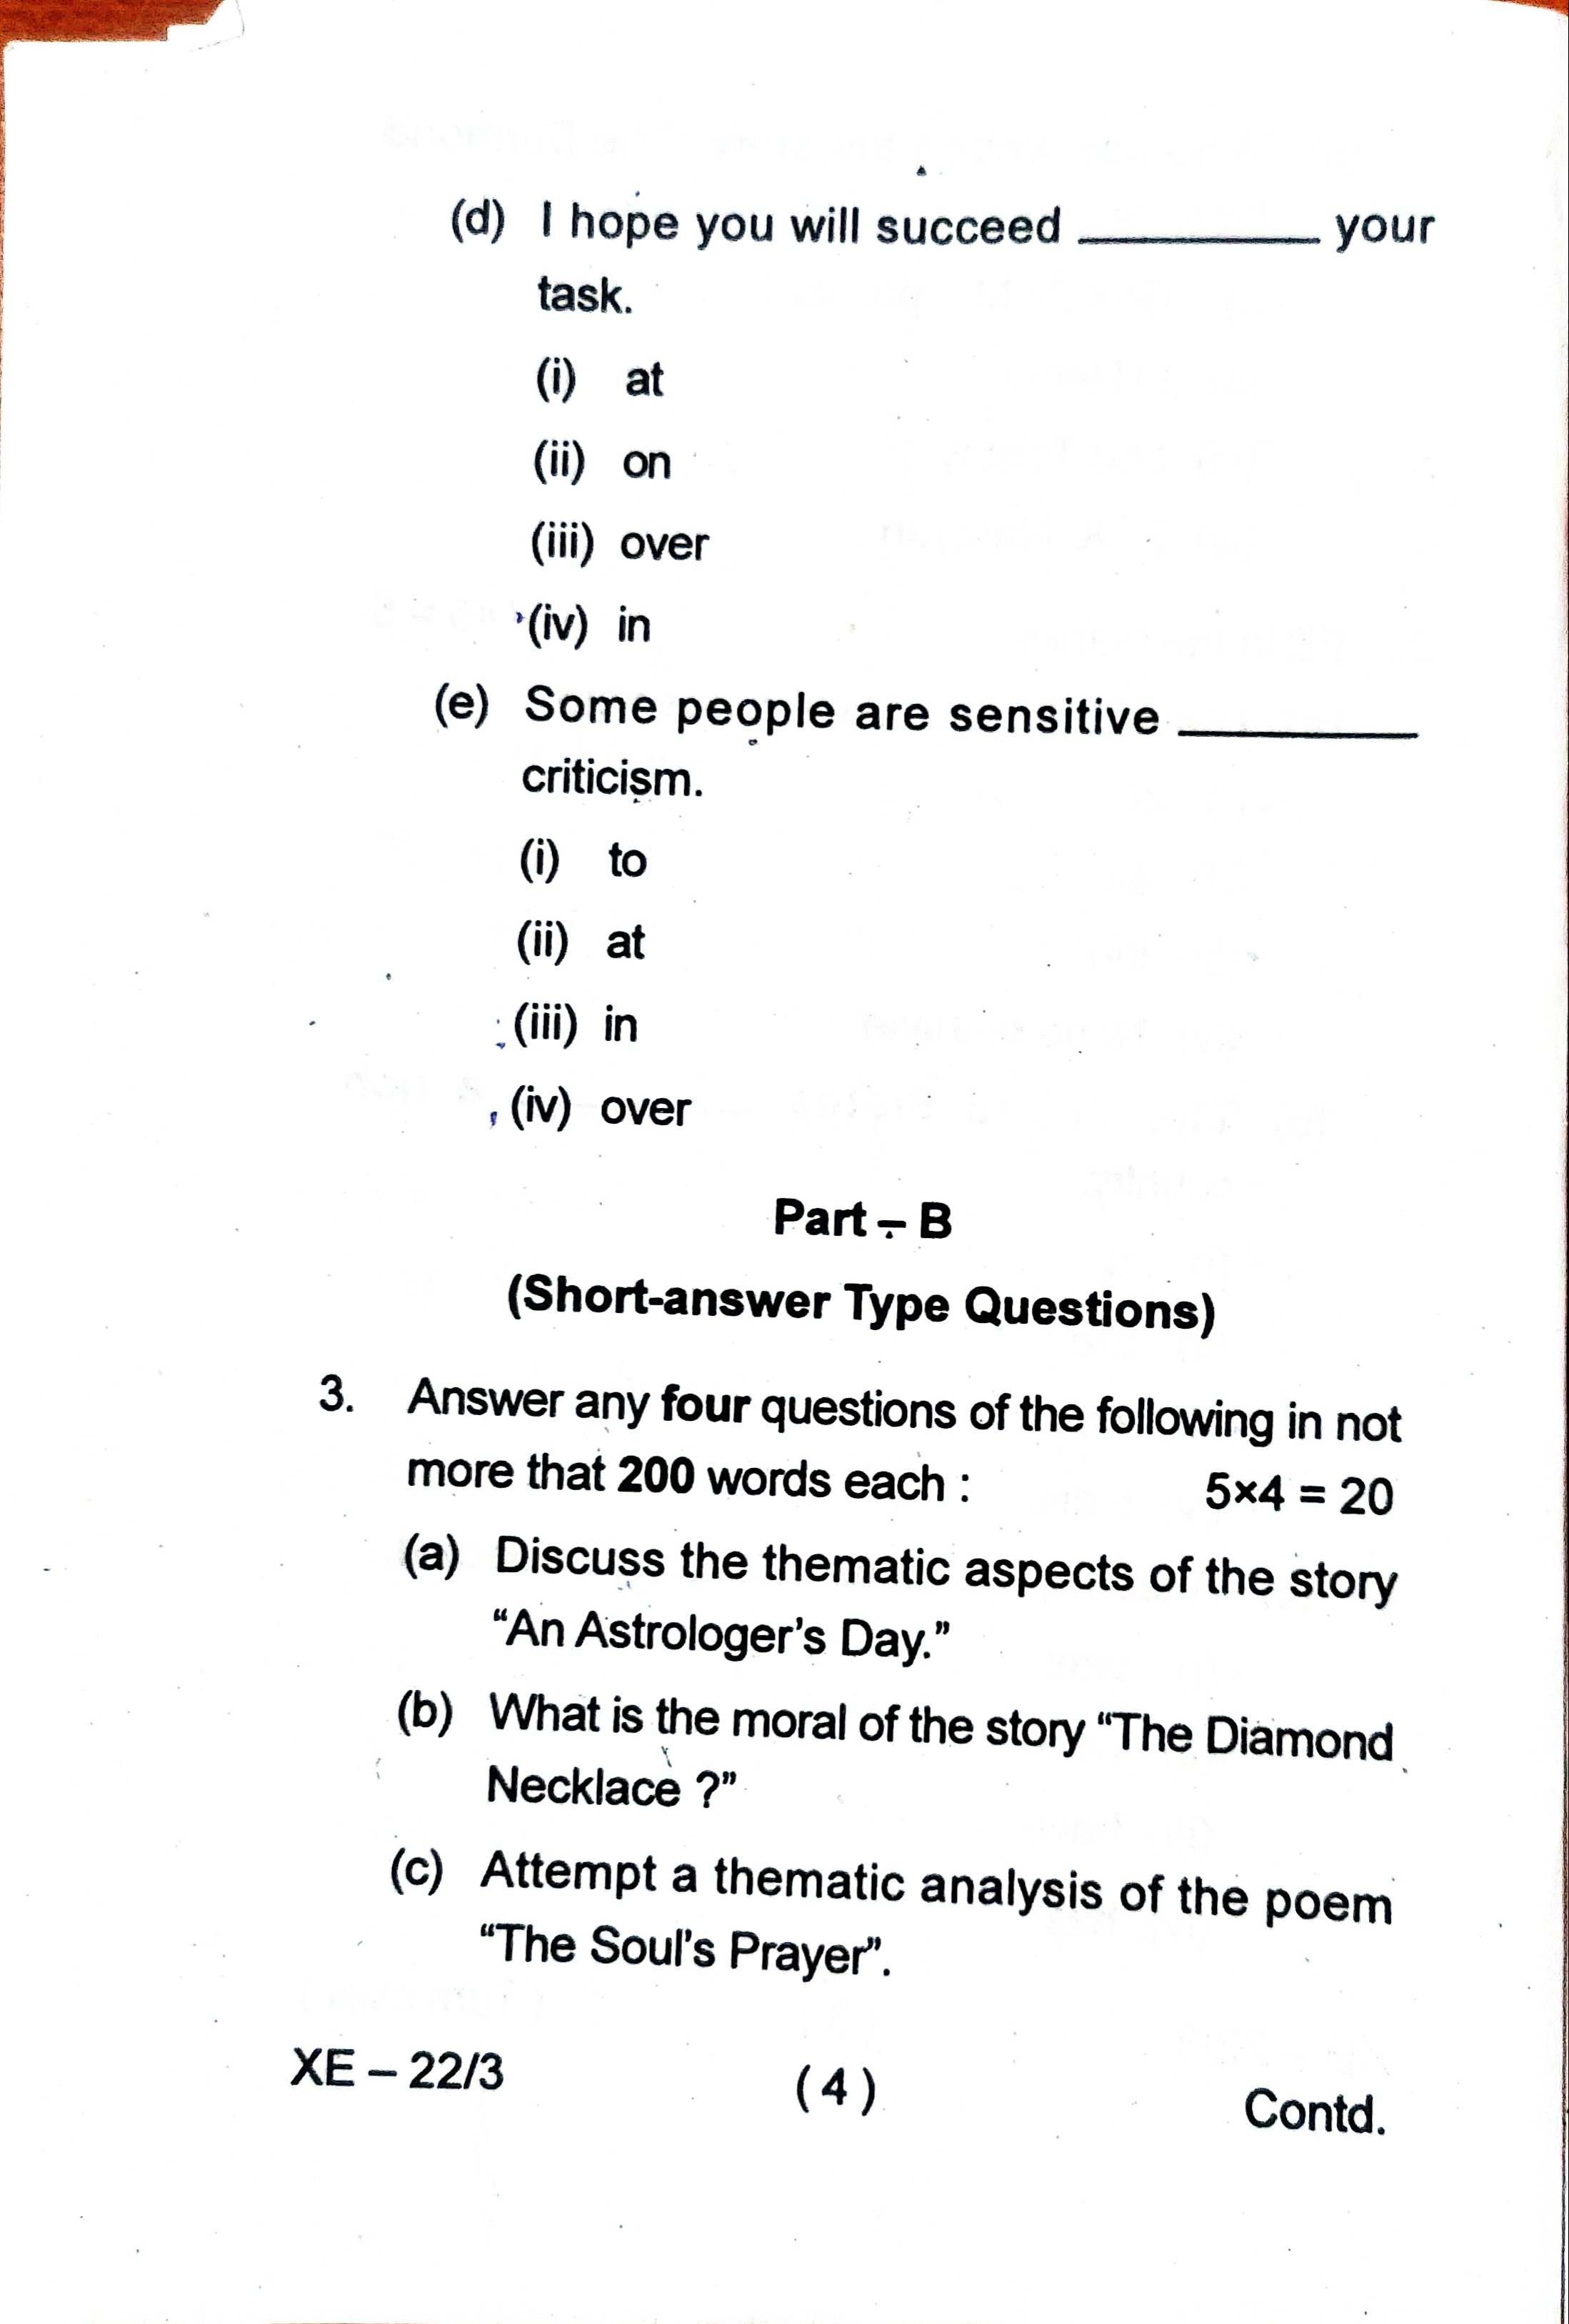 (d) I hope you will succeed ________ your
task.
(i) at
(ii) on
(iii) over
(iv) in
(e) Some people are sensitive ________
criticism.
(i) to
(ii) at
(iii) in
(iv) over
Part – B
(Short-answer Type Questions)
3. Answer any four questions of the following in not
more that 200 words each : 5×4 = 20
(a) Discuss the thematic aspects of the story
“An Astrologer’s Day.”
(b) What is the moral of the story “The Diamond
Necklace ?”
(c) Attempt a thematic analysis of the poem
“The Soul’s Prayer”.
XE – 22/3 (4) Contd.